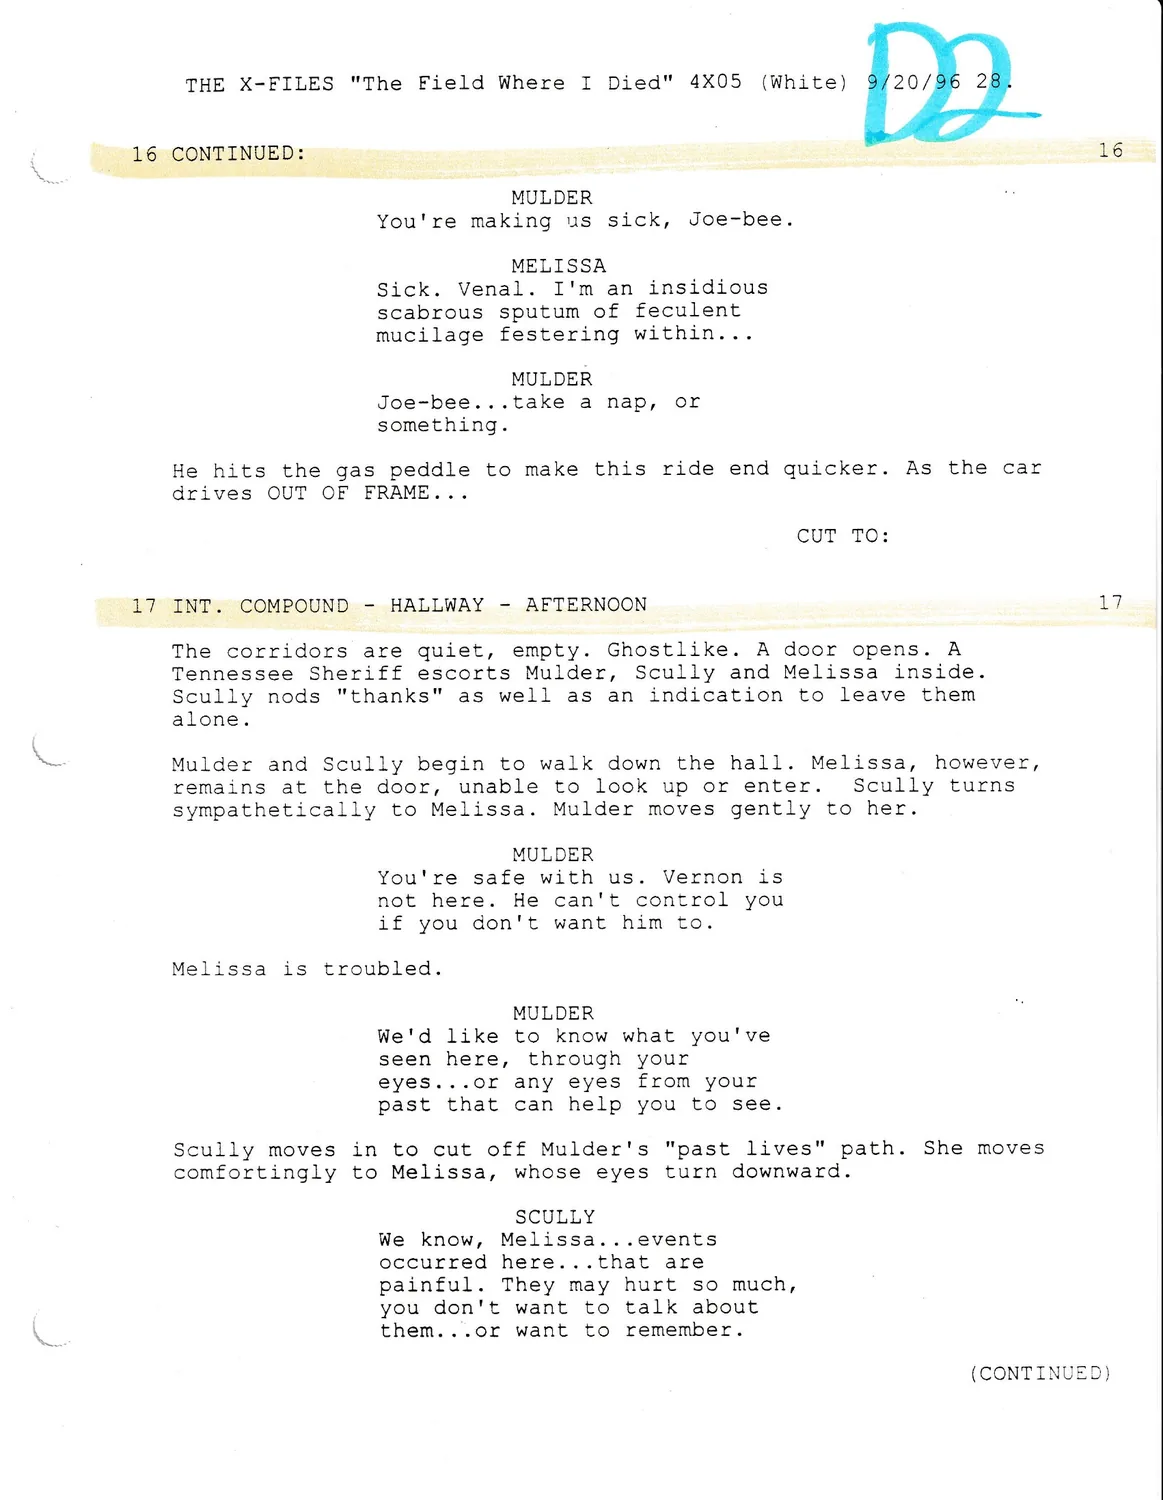 THE X-FILES "The Field Where I Died" 4X05 (White) 9/20/96 28.
D2
16 CONTINUED: 16
MULDER
You're making us sick, Joe-bee.
MELISSA
Sick. Venal. I'm an insidious
scabrous sputum of feculent
mucilage festering within...
MULDER
Joe-bee...take a nap, or
something.
He hits the gas peddle to make this ride end quicker. As the car
drives OUT OF FRAME...
CUT TO:
17 INT. COMPOUND - HALLWAY - AFTERNOON 17
The corridors are quiet, empty. Ghostlike. A door opens. A
Tennessee Sheriff escorts Mulder, Scully and Melissa inside.
Scully nods "thanks" as well as an indication to leave them
alone.
Mulder and Scully begin to walk down the hall. Melissa, however,
remains at the door, unable to look up or enter. Scully turns
sympathetically to Melissa. Mulder moves gently to her.
MULDER
You're safe with us. Vernon is
not here. He can't control you
if you don't want him to.
Melissa is troubled.
MULDER
We'd like to know what you've
seen here, through your
eyes...or any eyes from your
past that can help you to see.
Scully moves in to cut off Mulder's "past lives" path. She moves
comfortingly to Melissa, whose eyes turn downward.
SCULLY
We know, Melissa...events
occurred here...that are
painful. They may hurt so much,
you don't want to talk about
them...or want to remember.
(CONTINUED)